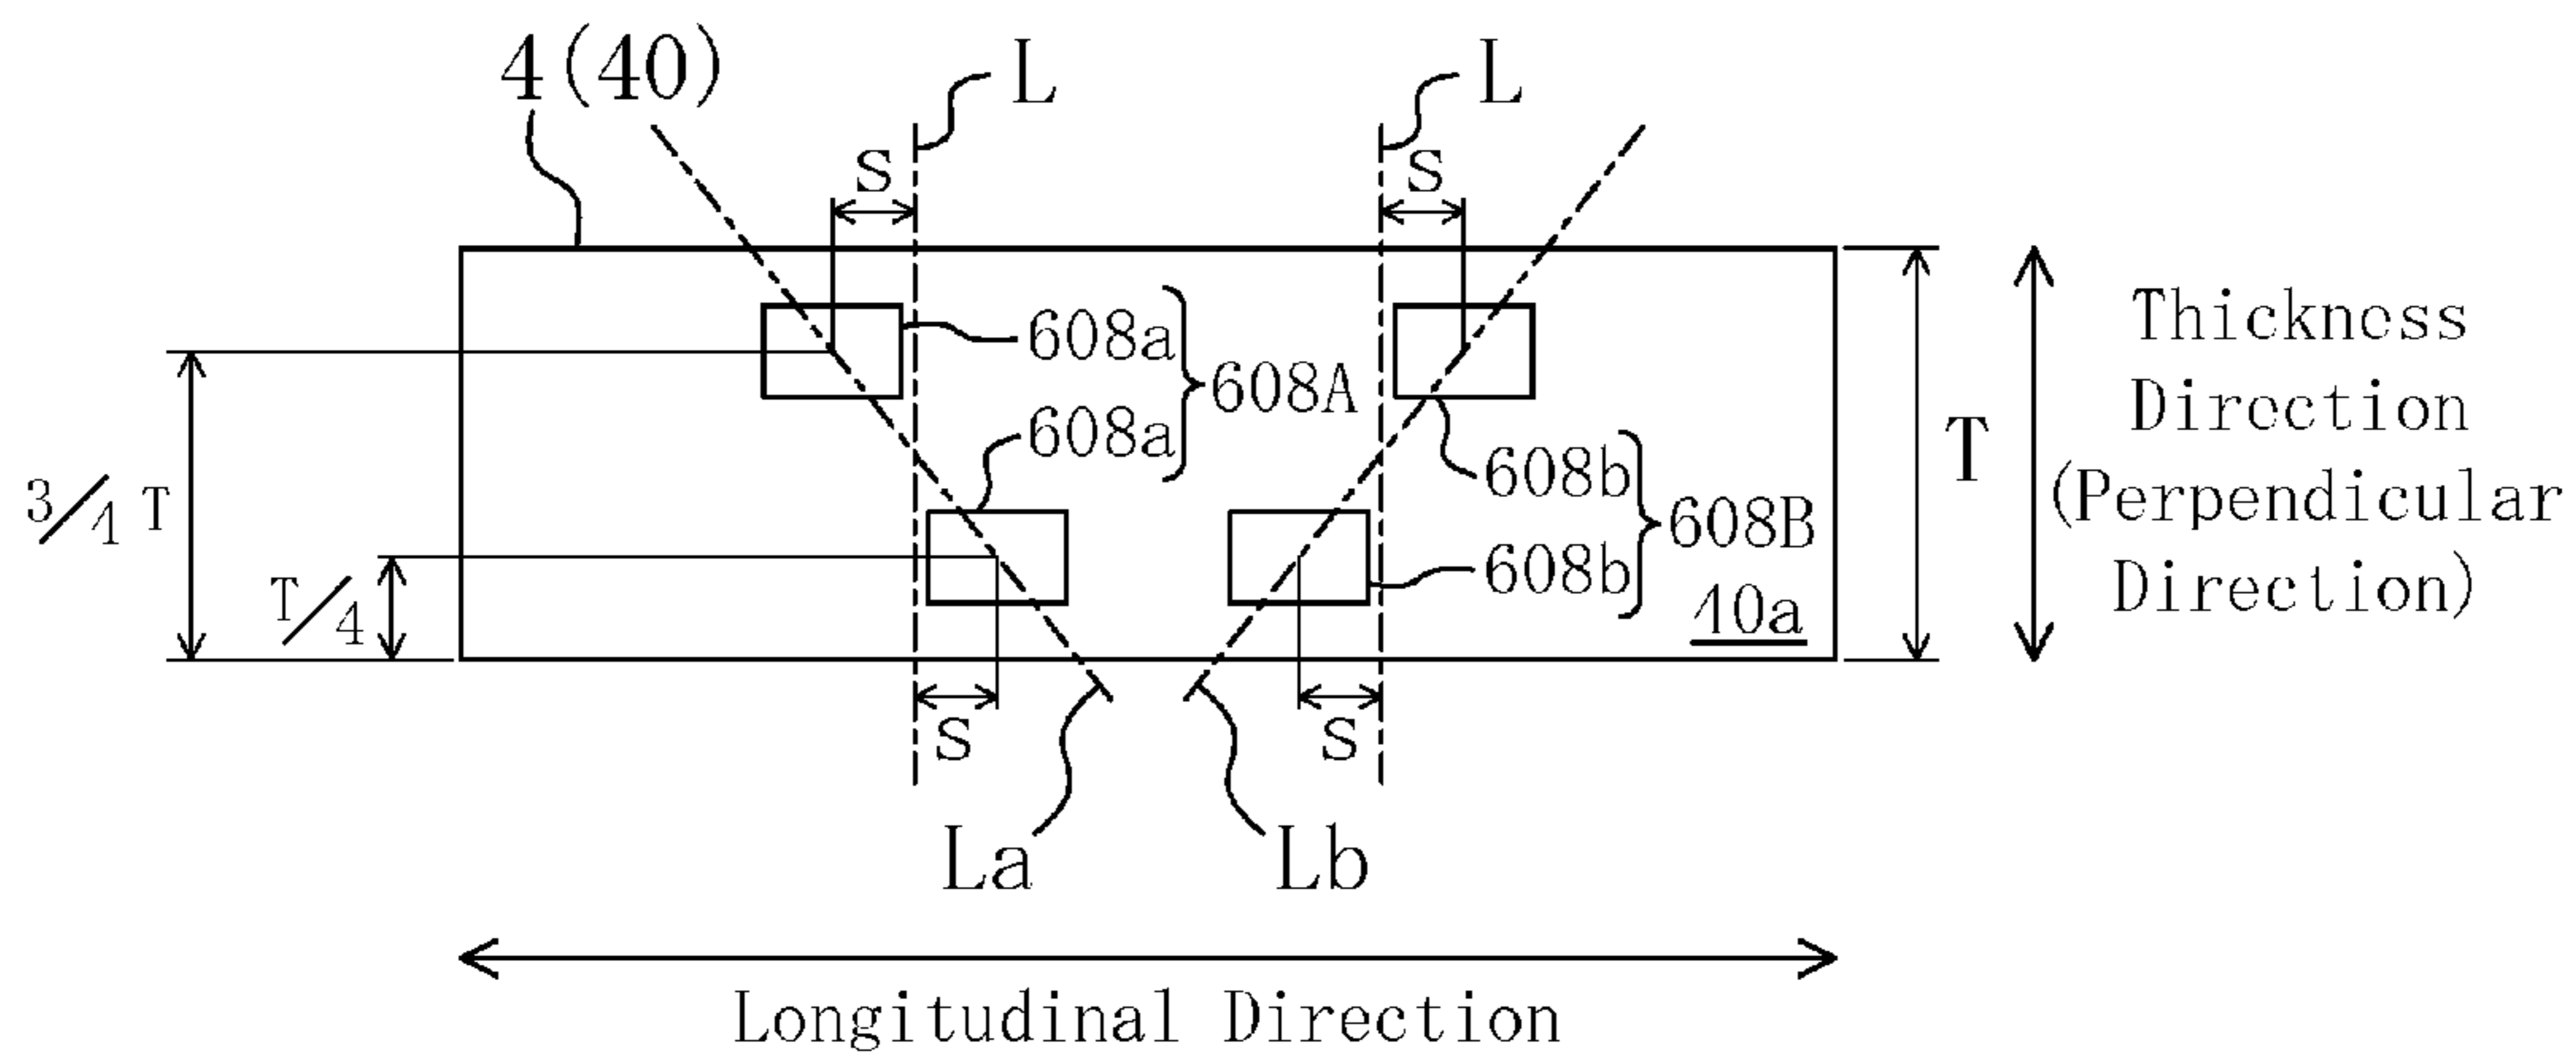 4(40)
L
L
S
S
608a
608A
608a
Thickness
Direction
(Perpendicular
Direction)
T
3/4 T
T/4
608b
608B
608b
40a
S
S
La
Lb
Longitudinal Direction